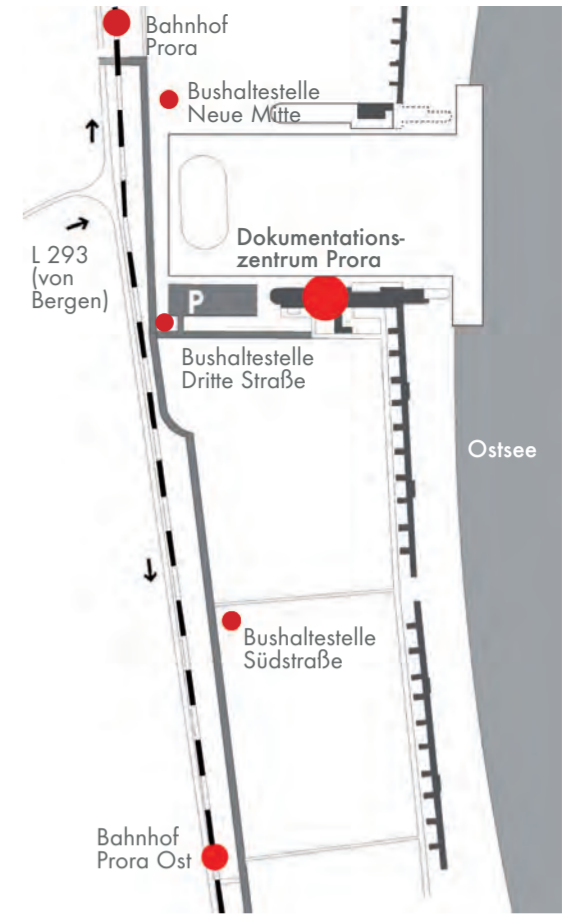 Bahnhof
Prora
Bushaltestelle
Neue Mitte
L 293
(von
Bergen)
Dokumentations-
zentrum Prora
P
Bushaltestelle
Dritte Straße
Ostsee
Bushaltestelle
Südstraße
Bahnhof
Prora Ost